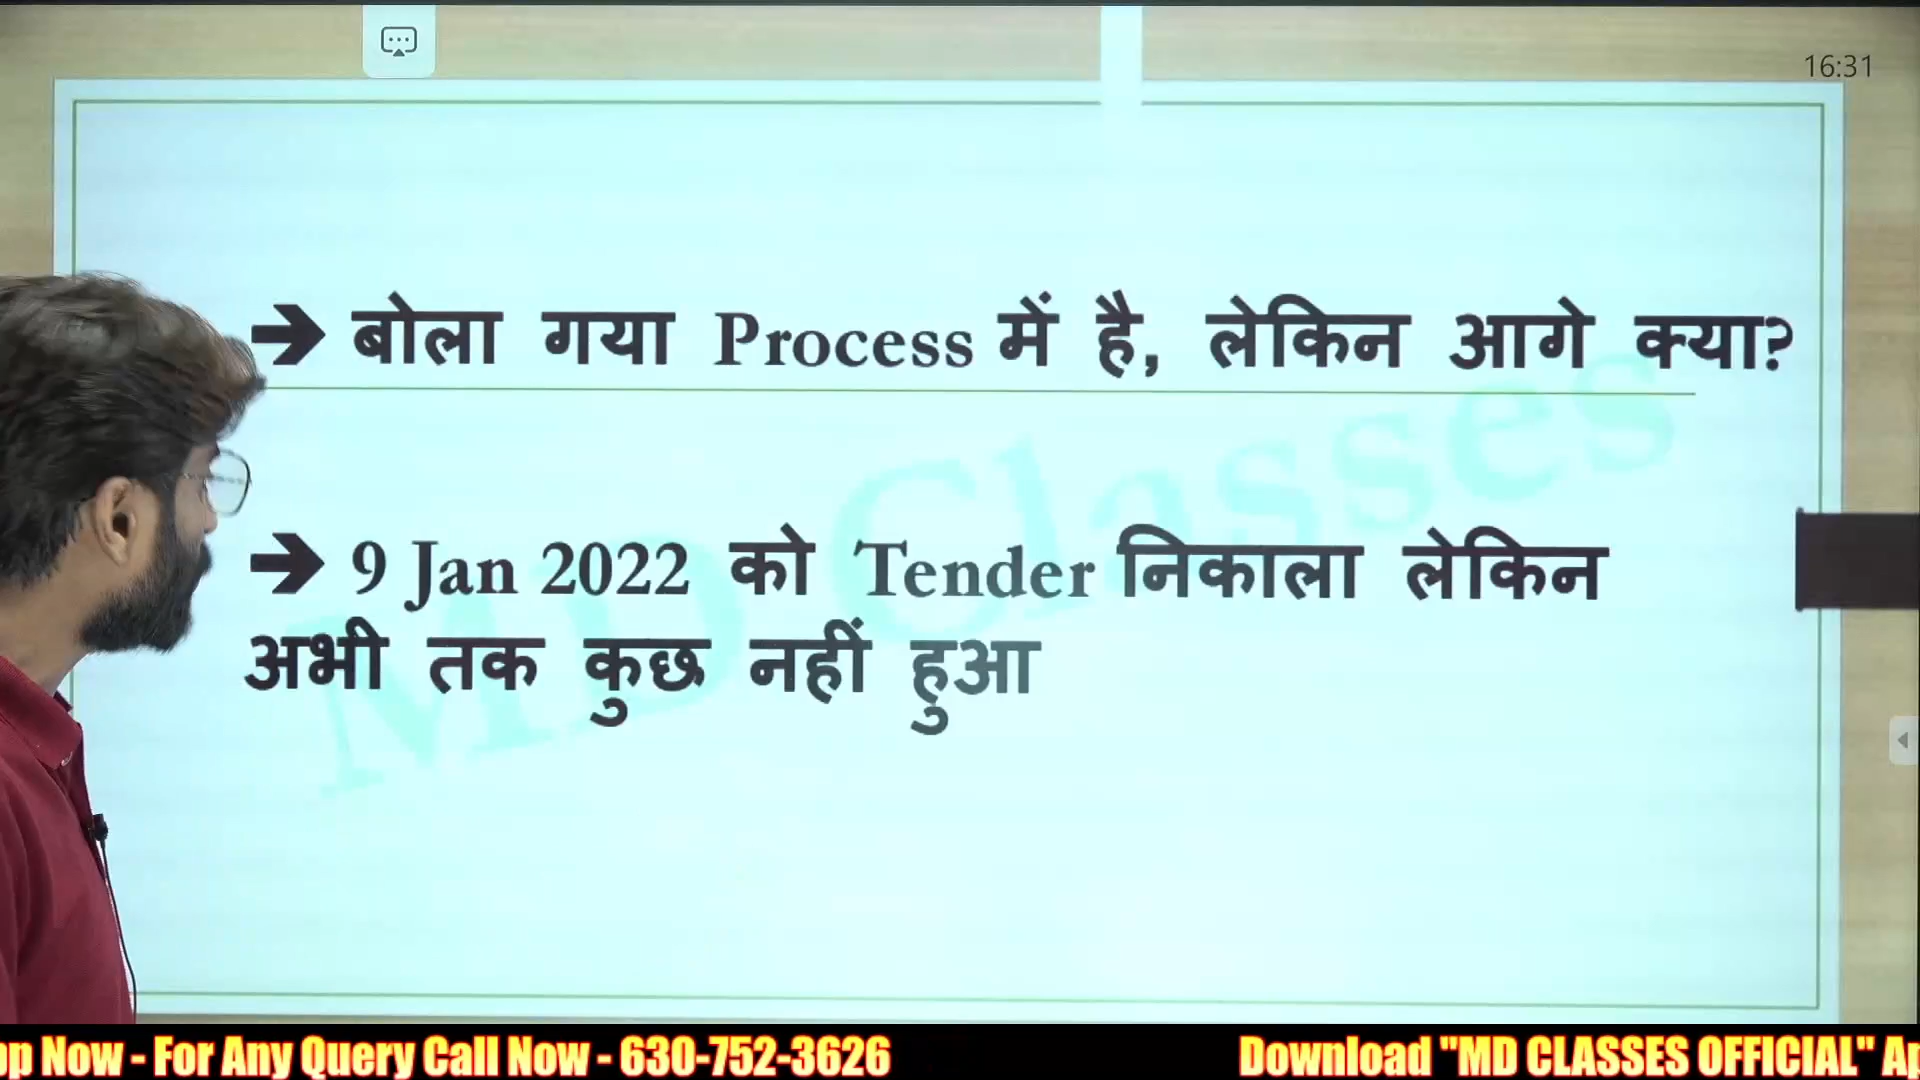 16:31
➔ बोला गया Process में है, लेकिन आगे क्या?
➔ 9 Jan 2022 को Tender निकाला लेकिन
अभी तक कुछ नहीं हुआ
MD Classes
Now - For Any Query Call Now - 630-752-3626
Download "MD CLASSES OFFICIAL"